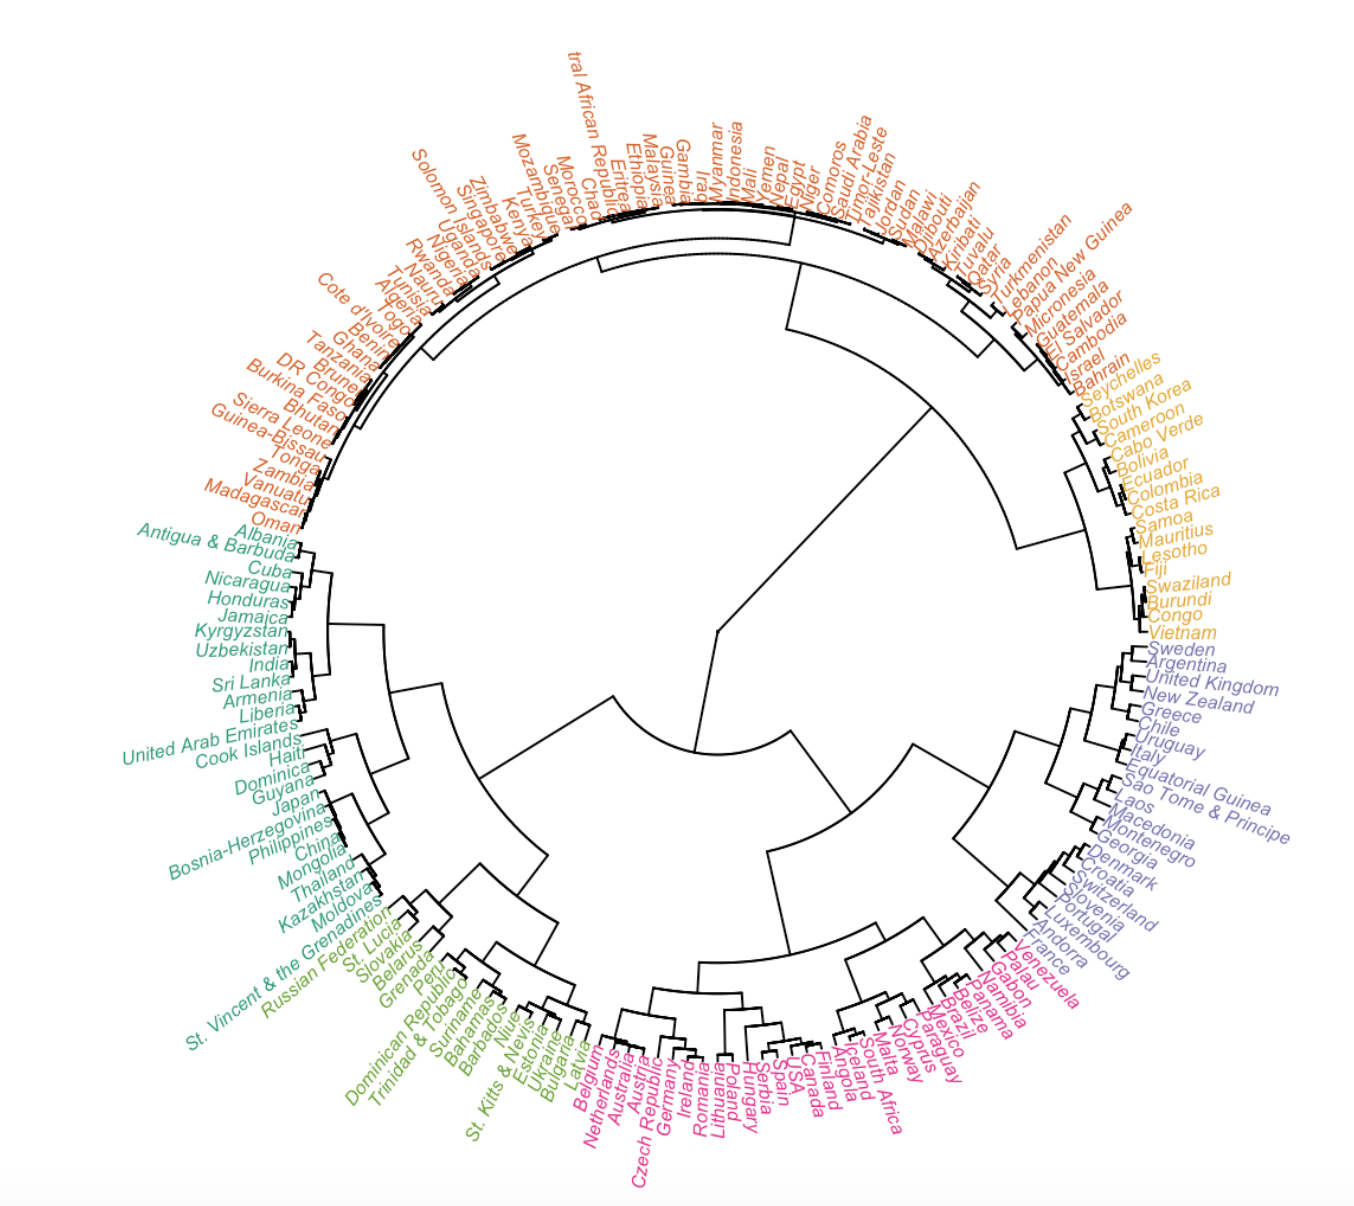 tral African Republic
Eritrea
Ethiopia
Malaysia
Guinea
Gambia
Iraq
Myanmar
Indonesia
Mali
Yemen
Nepal
Egypt
Niger
Comoros
Saudi Arabia
Timor-Leste
Tajikistan
Jordan
Sudan
Malawi
Djibouti
Azerbaijan
Kiribati
Tuvalu
Qatar
Syria
Turkmenistan
Lebanon
Papua New Guinea
Micronesia
Guatemala
El Salvador
Cambodia
Israel
Bahrain
Seychelles
Botswana
South Korea
Cameroon
Cabo Verde
Bolivia
Ecuador
Colombia
Costa Rica
Samoa
Mauritius
Lesotho
Fiji
Swaziland
Burundi
Congo
Vietnam
Sweden
Argentina
United Kingdom
New Zealand
Greece
Chile
Uruguay
Italy
Equatorial Guinea
Sao Tome & Principe
Laos
Macedonia
Montenegro
Georgia
Denmark
Croatia
Switzerland
Slovenia
Portugal
Luxembourg
Andorra
France
Venezuela
Palau
Gabon
Namibia
Panama
Belize
Brazil
Mexico
Paraguay
Cyprus
Norway
Malta
South Africa
Iceland
Angola
Finland
Canada
USA
Spain
Serbia
Hungary
Poland
Lithuania
Romania
Ireland
Germany
Czech Republic
Austria
Australia
Netherlands
Belgium
Latvia
Bulgaria
Ukraine
Estonia
St. Kitts & Nevis
Niue
Barbados
Bahamas
Suriname
Trinidad & Tobago
Dominican Republic
Peru
Grenada
Belarus
Slovakia
St. Lucia
Russian Federation
St. Vincent & the Grenadines
Moldova
Kazakhstan
Thailand
Mongolia
China
Philippines
Bosnia-Herzegovina
Japan
Guyana
Dominica
Haiti
Cook Islands
United Arab Emirates
Liberia
Armenia
Sri Lanka
India
Uzbekistan
Kyrgyzstan
Jamaica
Honduras
Nicaragua
Cuba
Antigua & Barbuda
Albania
Oman
Madagascar
Vanuatu
Zambia
Tonga
Guinea-Bissau
Sierra Leone
Bhutan
Burkina Faso
DR Congo
Brunei
Tanzania
Ghana
Benin
Cote d'Ivoire
Togo
Algeria
Tunisia
Nauru
Rwanda
Nigeria
Uganda
Solomon Islands
Singapore
Zimbabwe
Kenya
Turkey
Mozambique
Senegal
Morocco
Chad